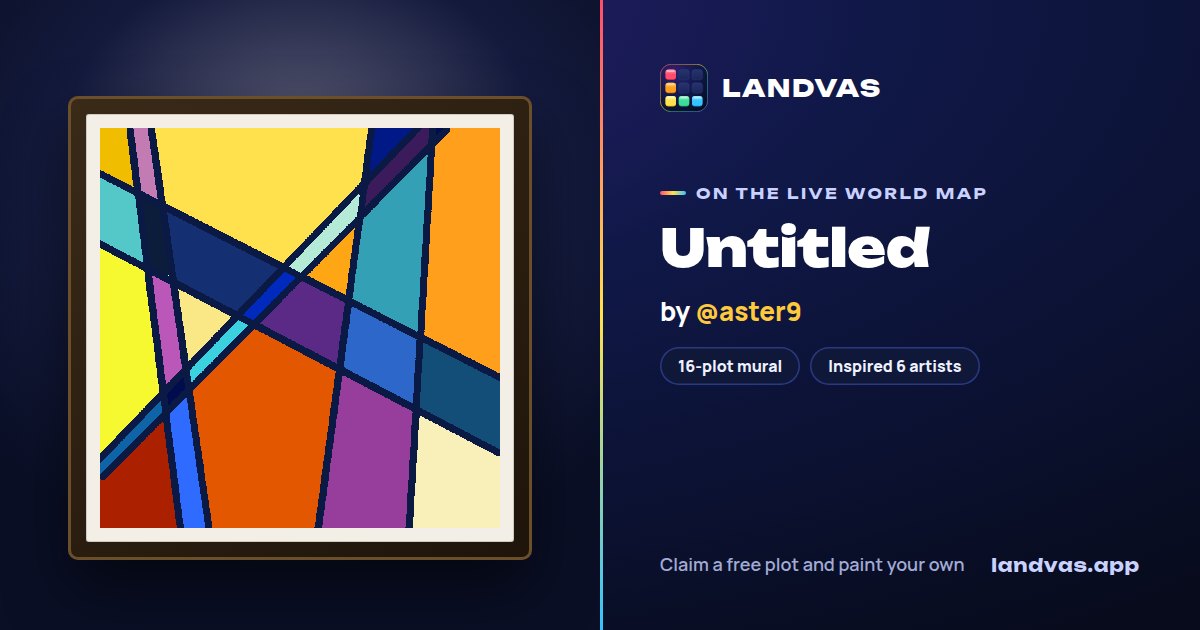 LANDVAS
ON THE LIVE WORLD MAP
Untitled
by @aster9
16-plot mural
Inspired 6 artists
Claim a free plot and paint your own
landvas.app